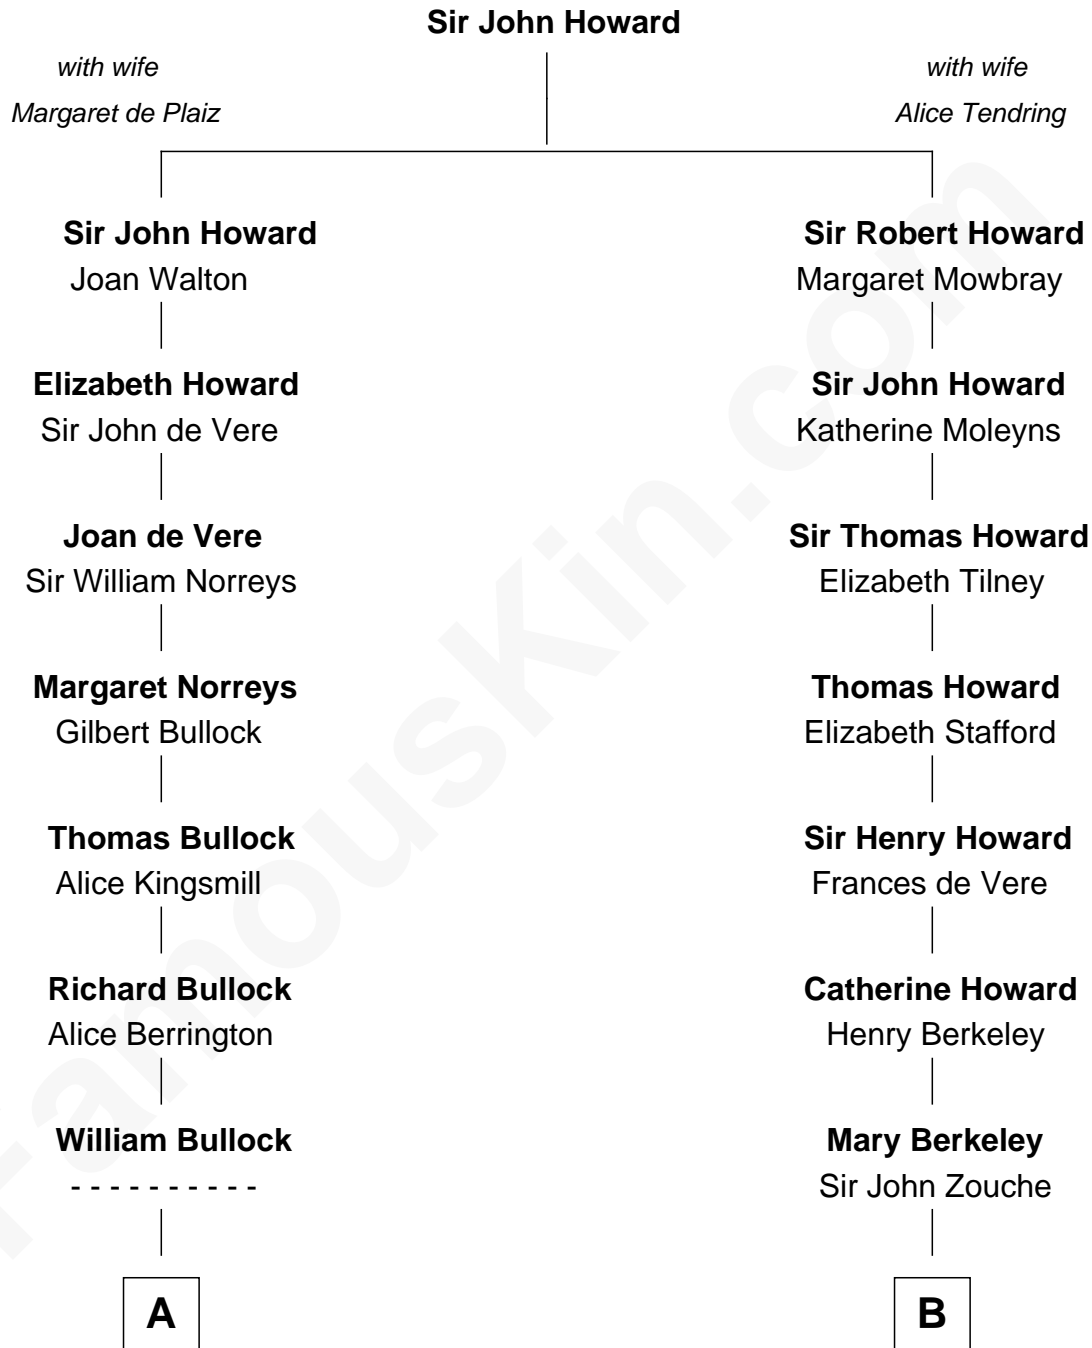 Sir John Howard
with wife
Margaret de Plaiz
with wife
Alice Tendring
Sir John Howard
Joan Walton
Sir Robert Howard
Margaret Mowbray
Elizabeth Howard
Sir John de Vere
Sir John Howard
Katherine Moleyns
Joan de Vere
Sir William Norreys
Sir Thomas Howard
Elizabeth Tilney
Margaret Norreys
Gilbert Bullock
Thomas Howard
Elizabeth Stafford
Thomas Bullock
Alice Kingsmill
Sir Henry Howard
Frances de Vere
Richard Bullock
Alice Berrington
Catherine Howard
Henry Berkeley
William Bullock
- - - - - - - - - -
Mary Berkeley
Sir John Zouche
A
B
FamousKin.com